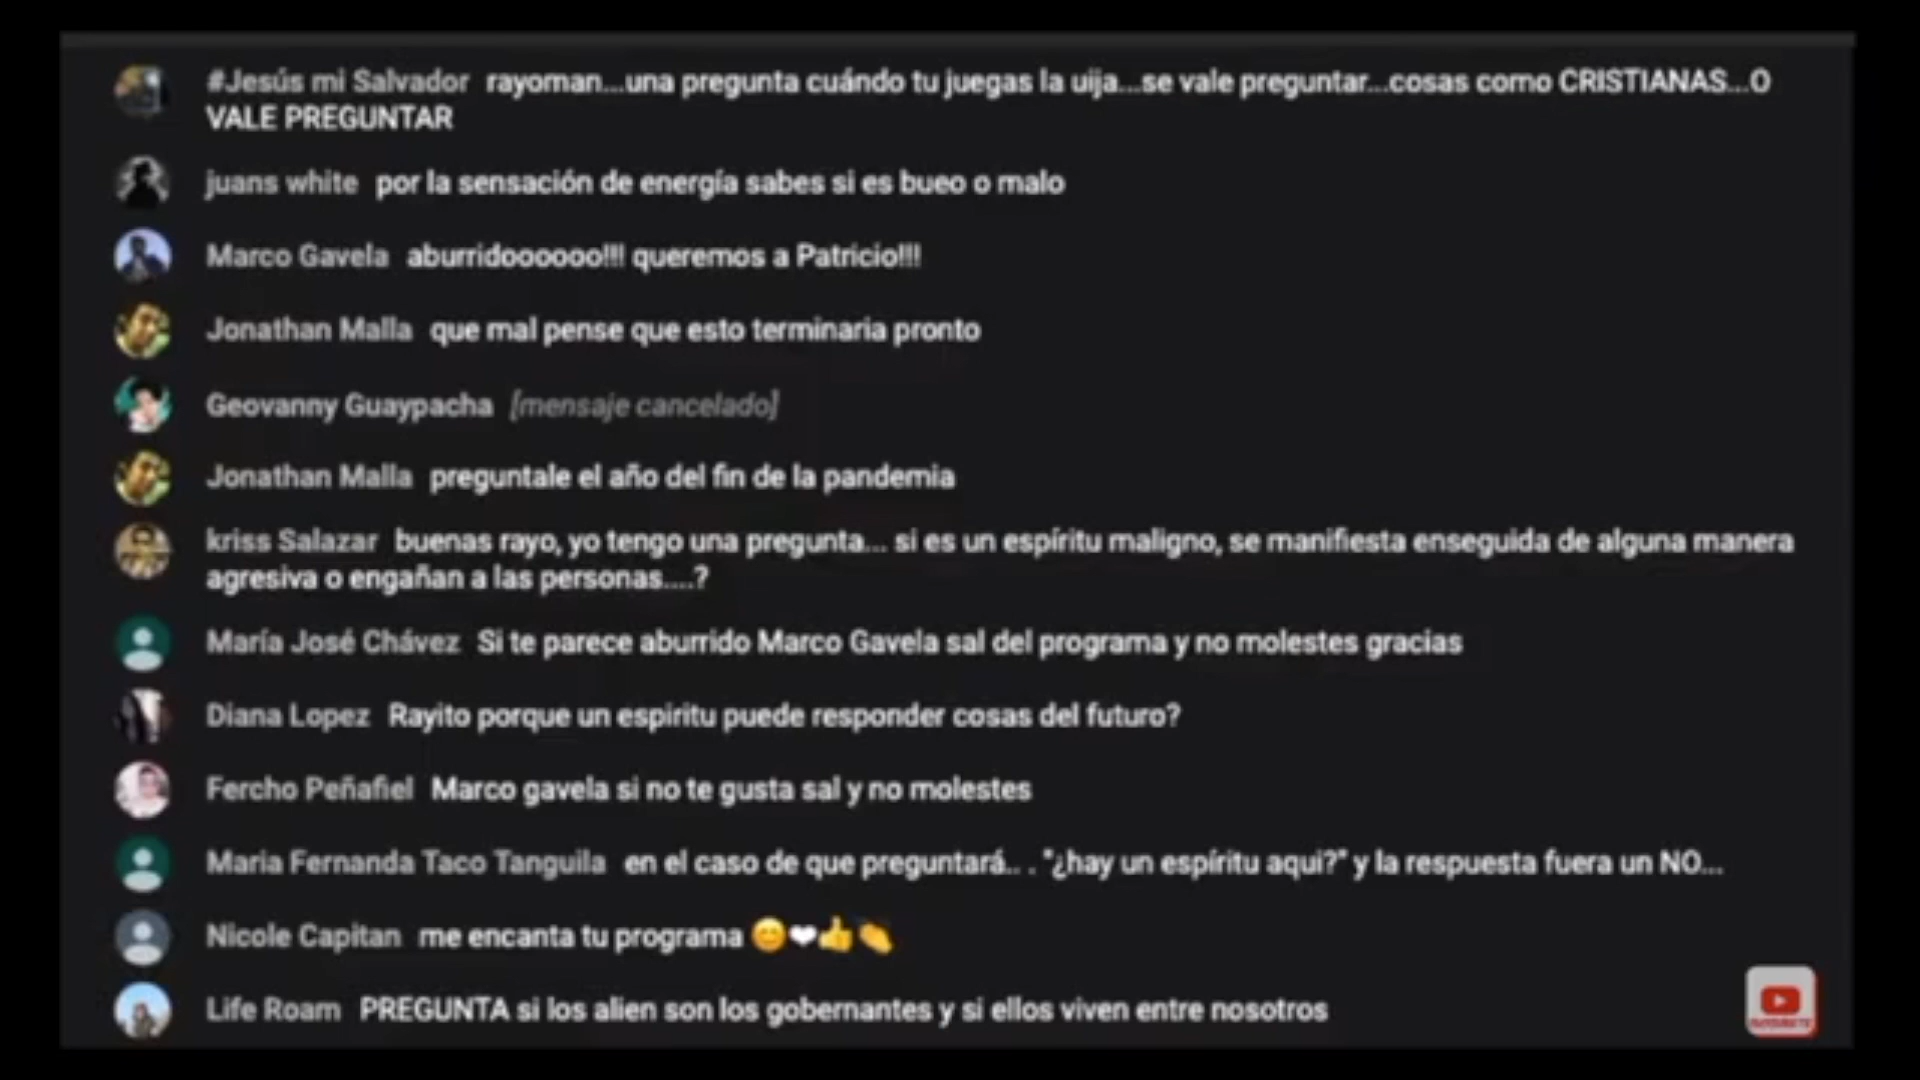 #Jesús mi Salvador rayoman...una pregunta cuándo tu juegas la uija...se vale preguntar...cosas como CRISTIANAS...O
VALE PREGUNTAR
juans white por la sensación de energía sabes si es bueo o malo
Marco Gavela aburridoooooo!!! queremos a Patricio!!!
Jonathan Malla que mal pense que esto terminaria pronto
Geovanny Guaypacha [mensaje cancelado]
Jonathan Malla preguntale el año del fin de la pandemia
kriss Salazar buenas rayo, yo tengo una pregunta... si es un espíritu maligno, se manifiesta enseguida de alguna manera
agresiva o engañan a las personas....?
María José Chávez Si te parece aburrido Marco Gavela sal del programa y no molestes gracias
Diana Lopez Rayito porque un espiritu puede responder cosas del futuro?
Fercho Peñafiel Marco gavela si no te gusta sal y no molestes
Maria Fernanda Taco Tanguila en el caso de que preguntará.. . "¿hay un espíritu aqui?" y la respuesta fuera un NO...
Nicole Capitan me encanta tu programa 😊❤👍👏
Life Roam PREGUNTA si los alien son los gobernantes y si ellos viven entre nosotros